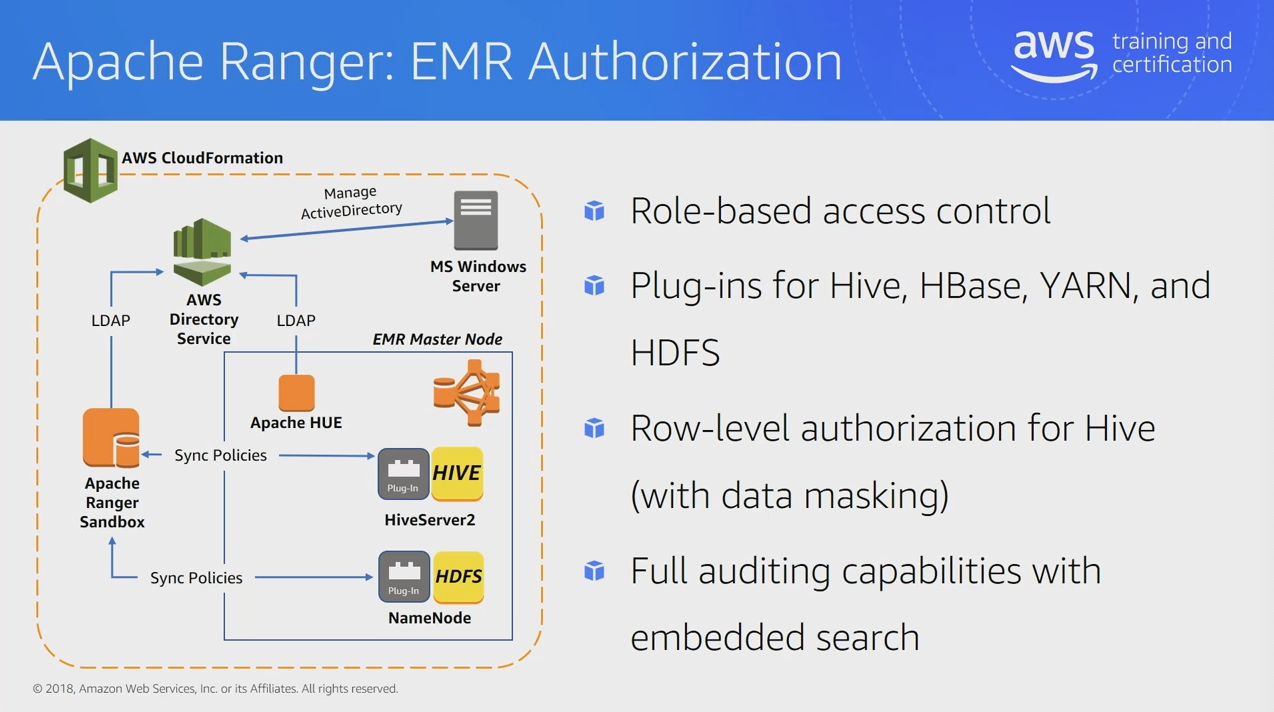 Apache Ranger: EMR Authorization
aws
training and
certification
AWS CloudFormation
Manage
ActiveDirectory
MS Windows
Server
AWS
Directory
Service
LDAP
LDAP
EMR Master Node
Apache HUE
Sync Policies
Plug-In
HIVE
HiveServer2
Apache
Ranger
Sandbox
Sync Policies
Plug-In
HDFS
NameNode
Role-based access control
Plug-ins for Hive, HBase, YARN, and
HDFS
Row-level authorization for Hive
(with data masking)
Full auditing capabilities with
embedded search
© 2018, Amazon Web Services, Inc. or its Affiliates. All rights reserved.